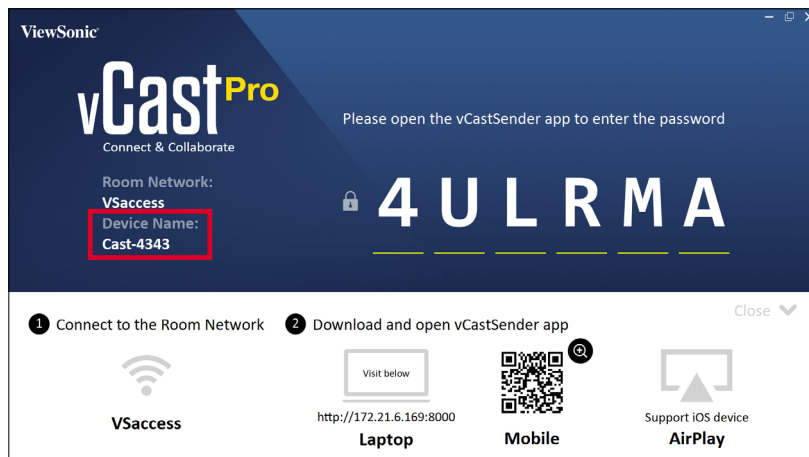 ViewSonic
vCast Pro
Connect & Collaborate
Room Network:
VSaccess
Device Name:
Cast-4343
Please open the vCastSender app to enter the password
4ULRMA
Close
1 Connect to the Room Network
2 Download and open vCastSender app
VSaccess
Visit below
http://172.21.6.169:8000
Laptop
Mobile
Support iOS device
AirPlay